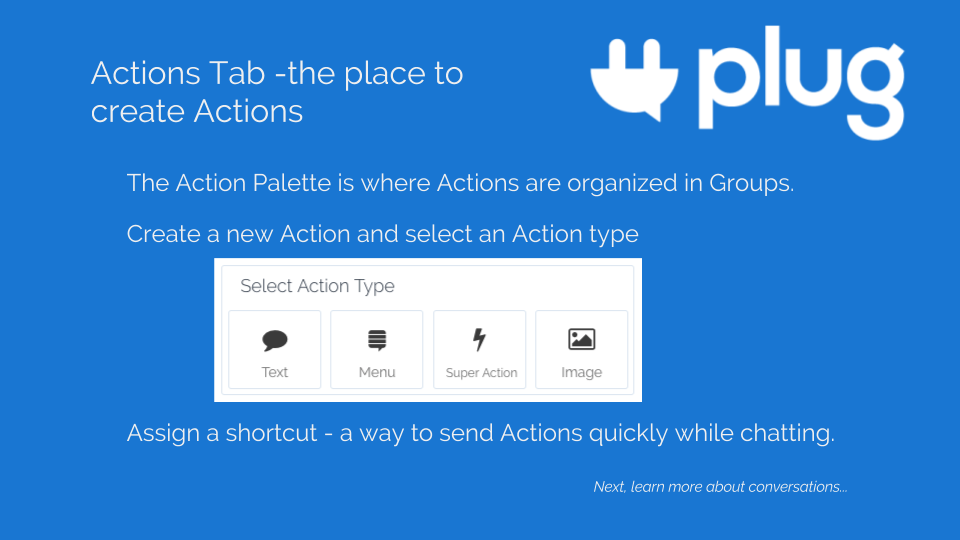 Actions Tab -the place to
create Actions
plug
The Action Palette is where Actions are organized in Groups.
Create a new Action and select an Action type
Select Action Type
Text
Menu
Super Action
Image
Assign a shortcut - a way to send Actions quickly while chatting.
Next, learn more about conversations...